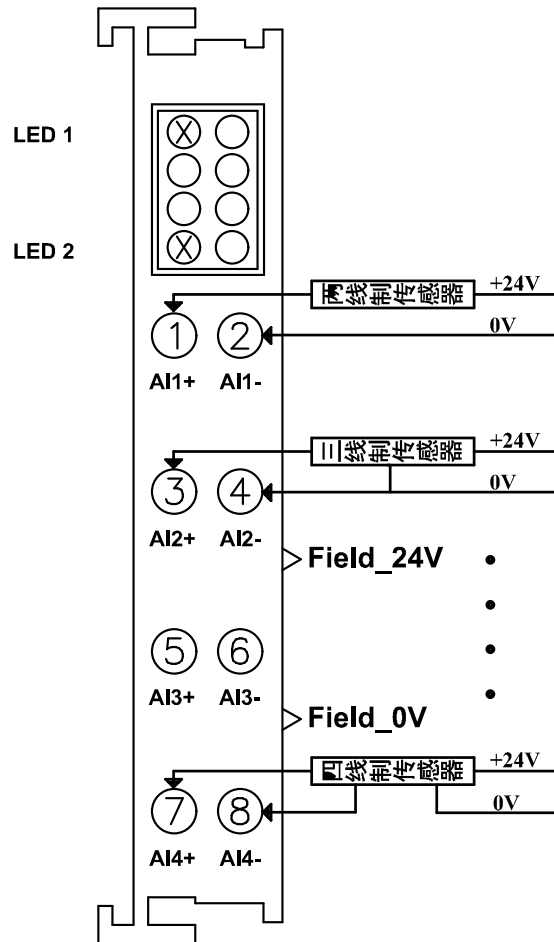 LED 1
LED 2
两线制传感器 +24V
0V
1 2
AI1+ AI1-
三线制传感器 +24V
0V
3 4
AI2+ AI2-
Field_24V
5 6
AI3+ AI3-
Field_0V
四线制传感器 +24V
0V
7 8
AI4+ AI4-